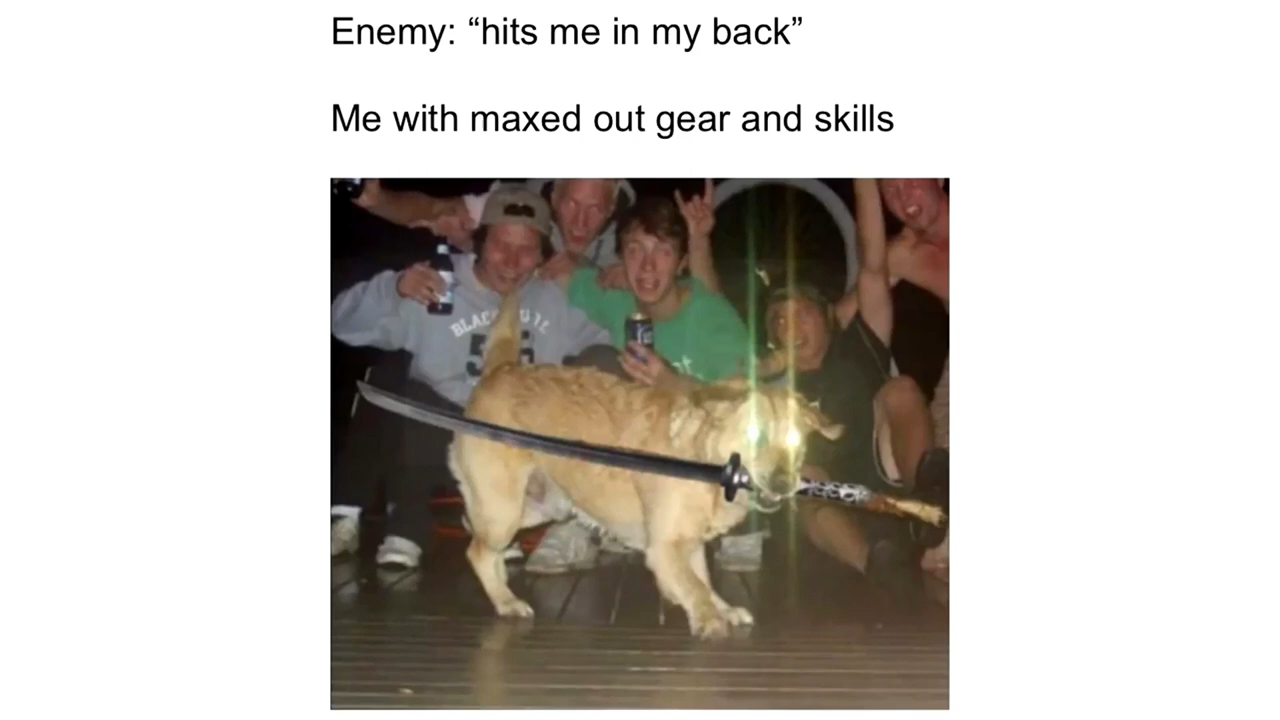 Enemy: “hits me in my back”
Me with maxed out gear and skills